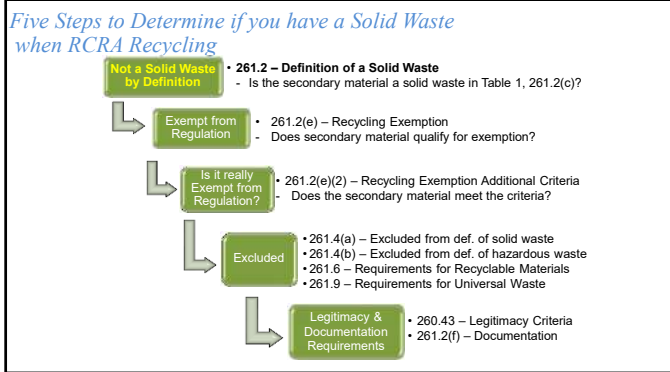 Five Steps to Determine if you have a Solid Waste
when RCRA Recycling
Not a Solid Waste
by Definition
• 261.2 – Definition of a Solid Waste
- Is the secondary material a solid waste in Table 1, 261.2(c)?
Exempt from
Regulation
• 261.2(e) – Recycling Exemption
- Does secondary material qualify for exemption?
Is it really
Exempt from
Regulation?
• 261.2(e)(2) – Recycling Exemption Additional Criteria
- Does the secondary material meet the criteria?
Excluded
• 261.4(a) – Excluded from def. of solid waste
• 261.4(b) – Excluded from def. of hazardous waste
• 261.6 – Requirements for Recyclable Materials
• 261.9 – Requirements for Universal Waste
Legitimacy &
Documentation
Requirements
• 260.43 – Legitimacy Criteria
• 261.2(f) – Documentation